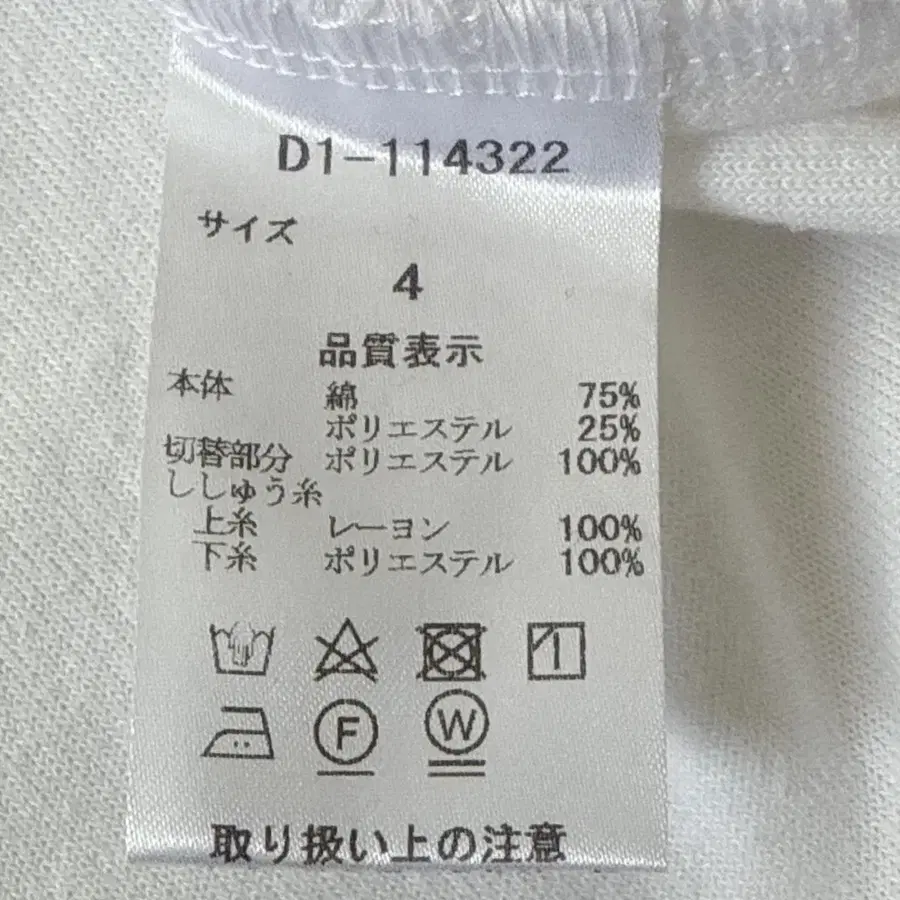 D1-114322
サイズ
4
品質表示
本体 綿 75%
ポリエステル 25%
切替部分 ポリエステル 100%
ししゅう糸
上糸 レーヨン 100%
下糸 ポリエステル 100%
1
F W
取り扱い上の注意